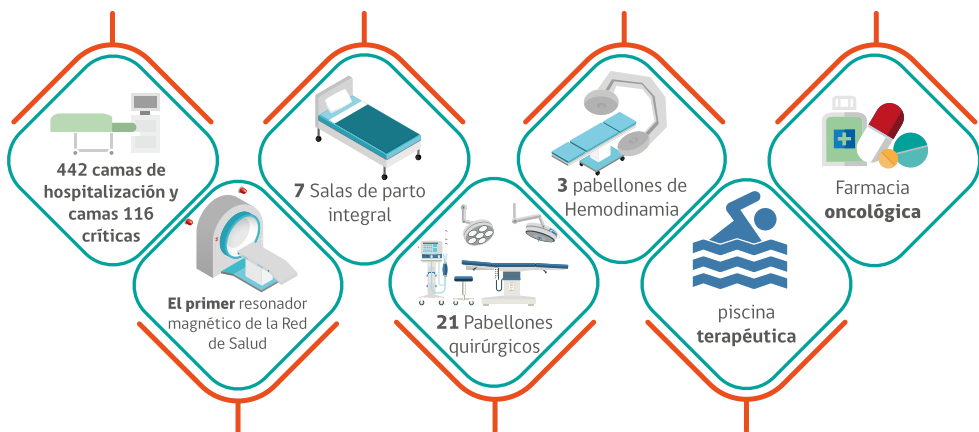 442 camas de
hospitalización y
camas 116
críticas
El primer resonador
magnético de la Red
de Salud
7 Salas de parto
integral
21 Pabellones
quirúrgicos
3 pabellones de
Hemodinamia
piscina
terapéutica
Farmacia
oncológica